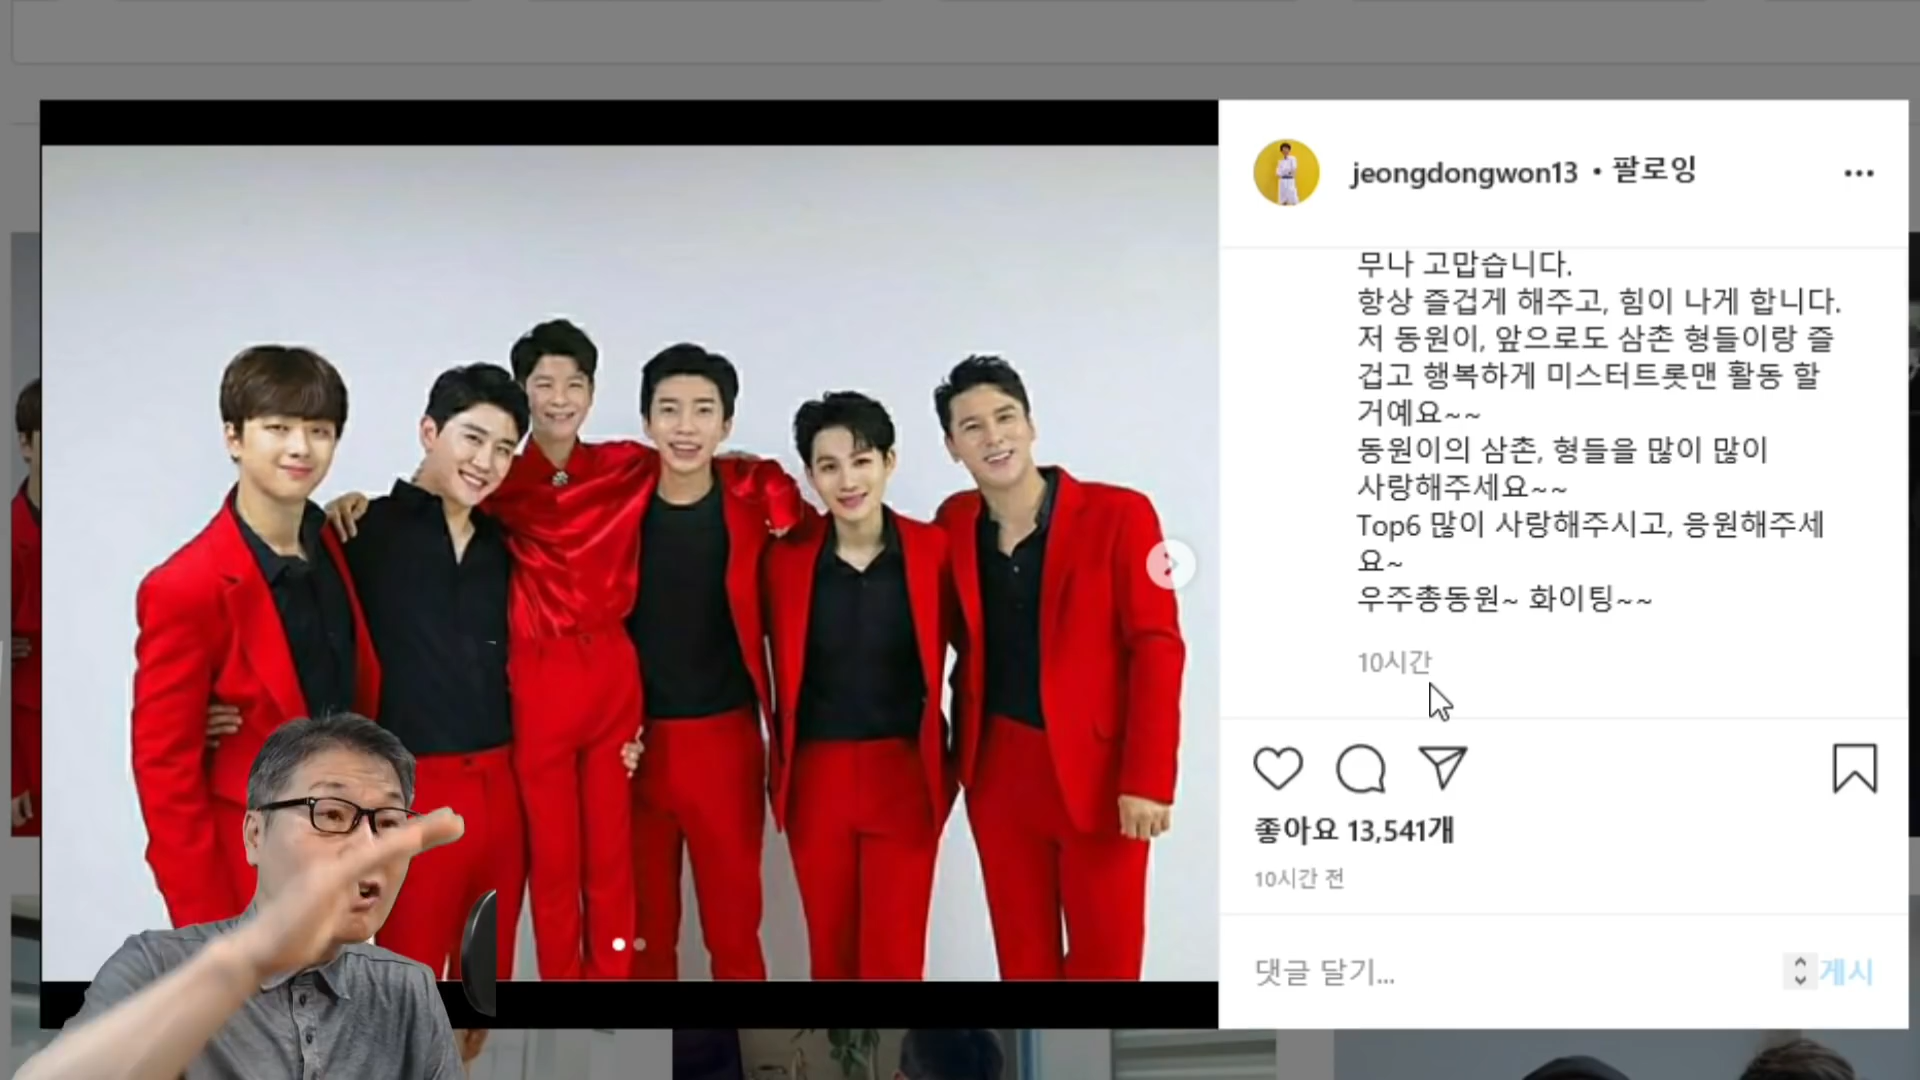 jeongdongwon13 • 팔로잉
무나 고맙습니다.
항상 즐겁게 해주고, 힘이 나게 합니다.
저 동원이, 앞으로도 삼촌 형들이랑 즐
겁고 행복하게 미스터트롯맨 활동 할
거예요~~
동원이의 삼촌, 형들을 많이 많이
사랑해주세요~~
Top6 많이 사랑해주시고, 응원해주세
요~
우주총동원~ 화이팅~~
10시간
좋아요 13,541개
10시간 전
댓글 달기...
게시